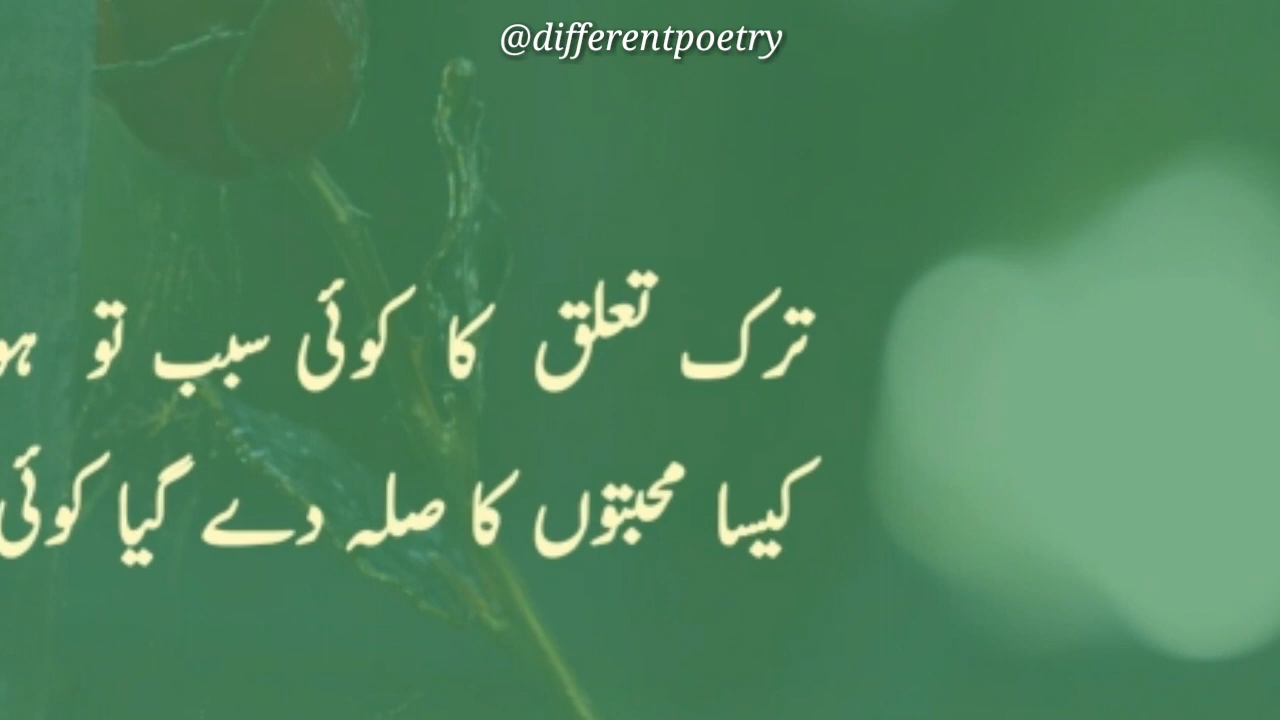 @differentpoetry
ترک تعلق کا کوئی سبب تو
کیسا محبتوں کا صلہ دے گیا کوئی